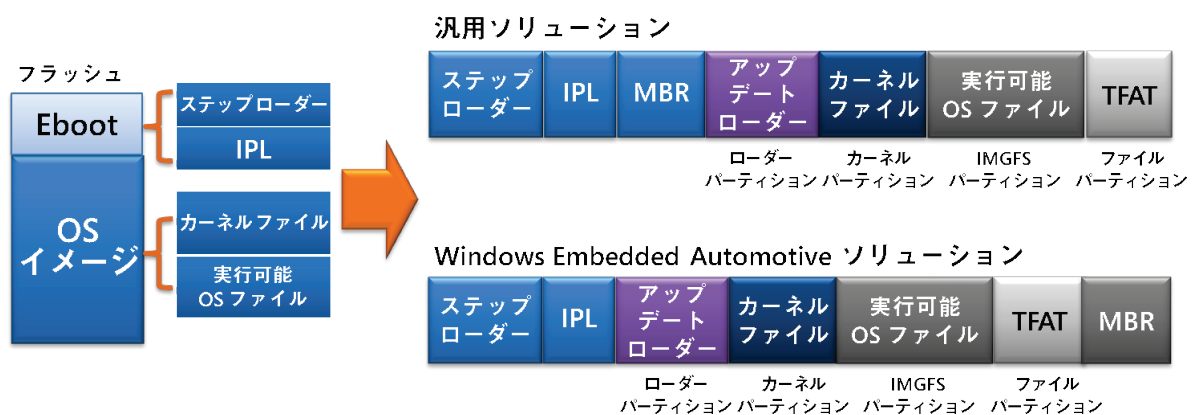 フラッシュ
Eboot
OS
イメージ
ステップローダー
IPL
カーネルファイル
実行可能
OSファイル
汎用ソリューション
ステップ
ローダー
IPL
MBR
アップ
デート
ローダー
カーネル
ファイル
実行可能
OSファイル
TFAT
ローダー
パーティション
カーネル
パーティション
IMGFS
パーティション
ファイル
パーティション
Windows Embedded Automotive ソリューション
ステップ
ローダー
IPL
アップ
デート
ローダー
カーネル
ファイル
実行可能
OSファイル
TFAT
MBR
ローダー
パーティション
カーネル
パーティション
IMGFS
パーティション
ファイル
パーティション